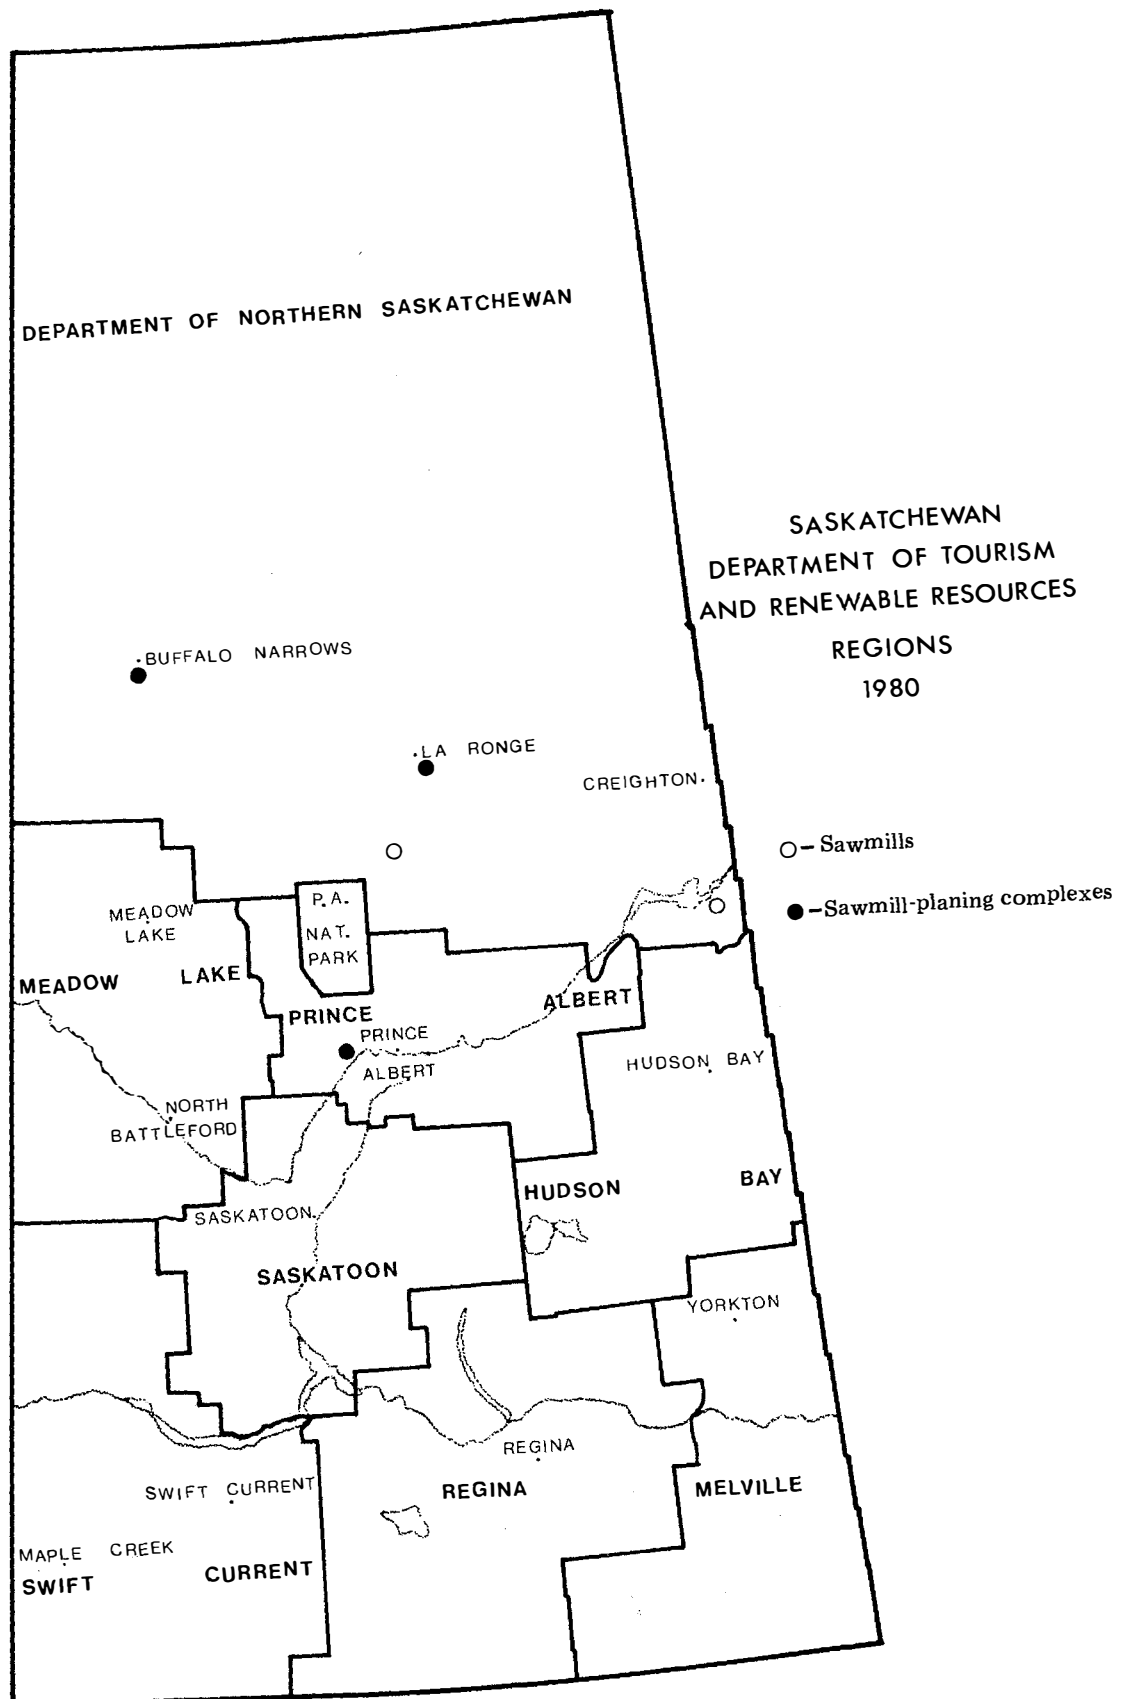 DEPARTMENT OF NORTHERN SASKATCHEWAN
SASKATCHEWAN
DEPARTMENT OF TOURISM
AND RENEWABLE RESOURCES
REGIONS
1980
BUFFALO NARROWS
LA RONGE
CREIGHTON
Sawmills
Sawmill-planing complexes
P.A.
NAT.
PARK
MEADOW
LAKE
MEADOW LAKE
PRINCE ALBERT
PRINCE
ALBERT
HUDSON BAY
NORTH
BATTLEFORD
HUDSON BAY
SASKATOON
SASKATOON
YORKTON
REGINA
REGINA
MELVILLE
SWIFT CURRENT
MAPLE CREEK
SWIFT CURRENT